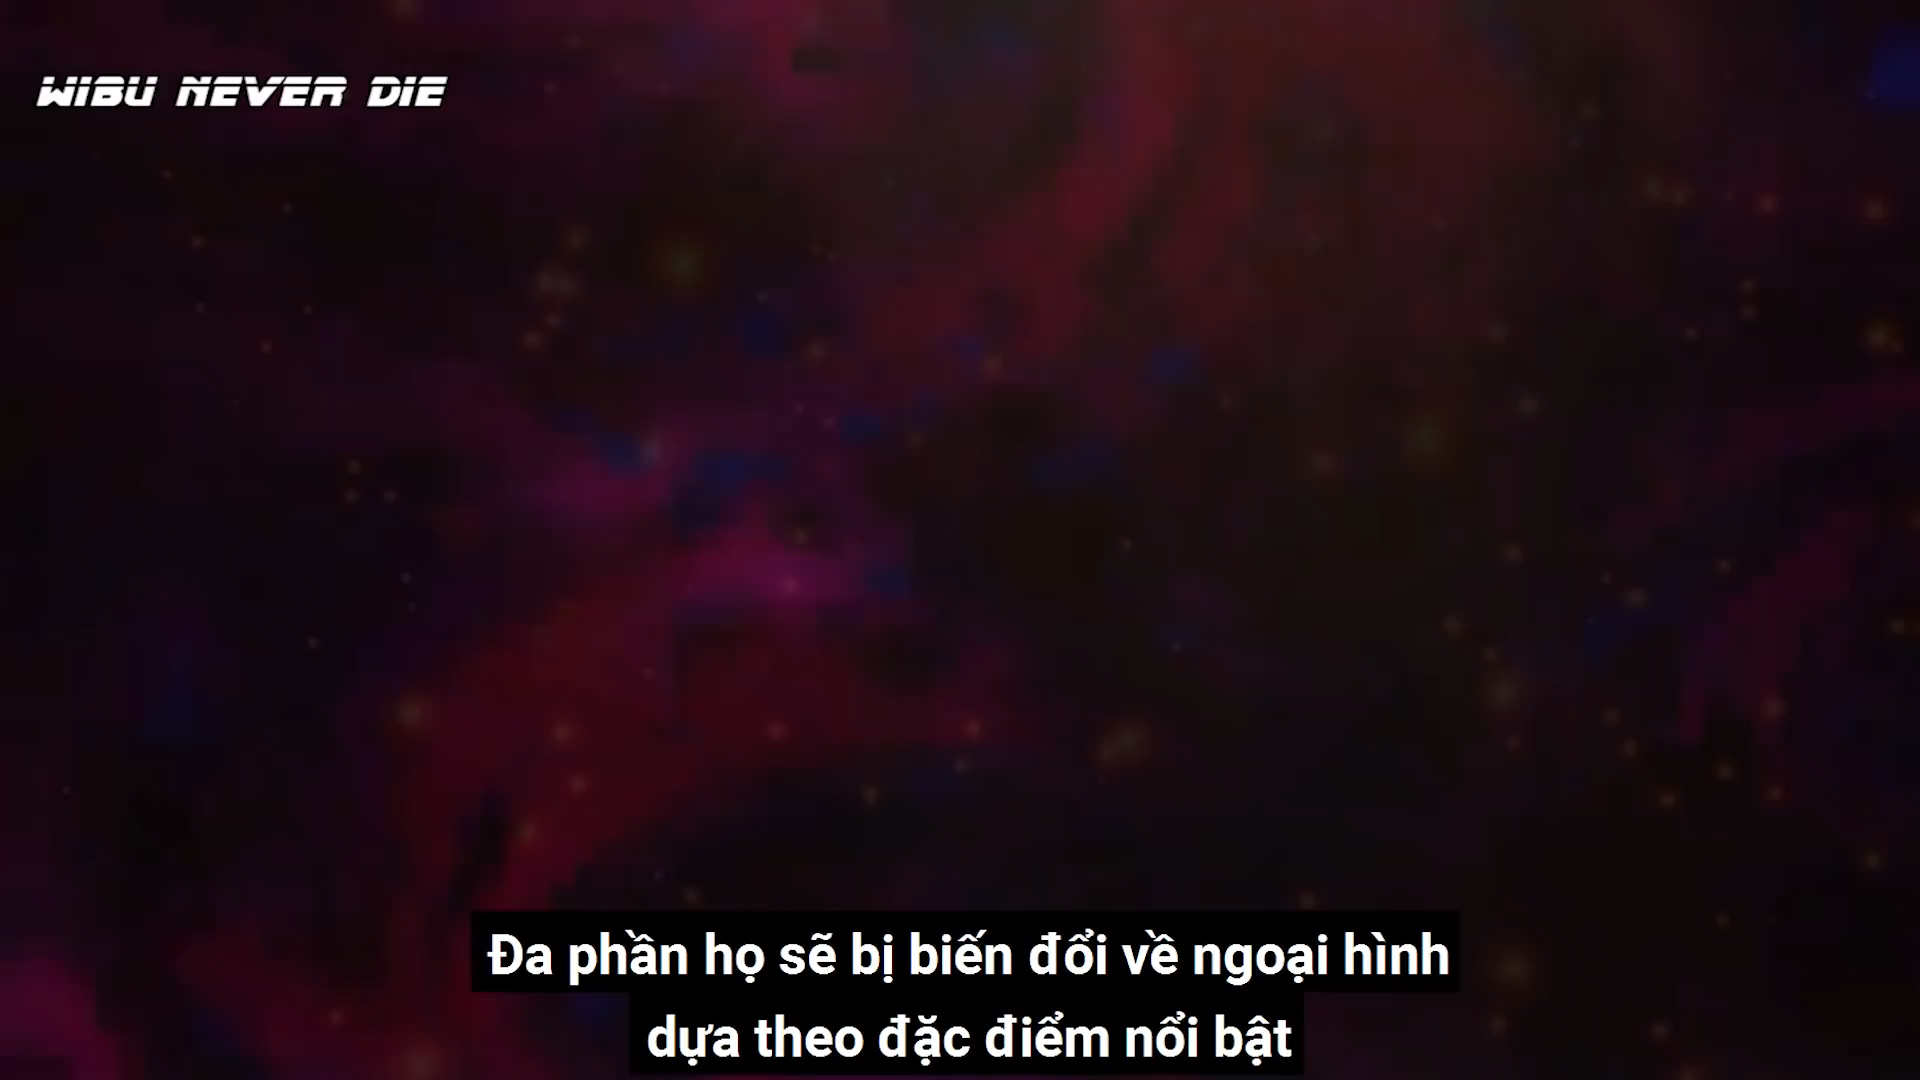 WIBU NEVER DIE
Đa phần họ sẽ bị biến đổi về ngoại hình
dựa theo đặc điểm nổi bật